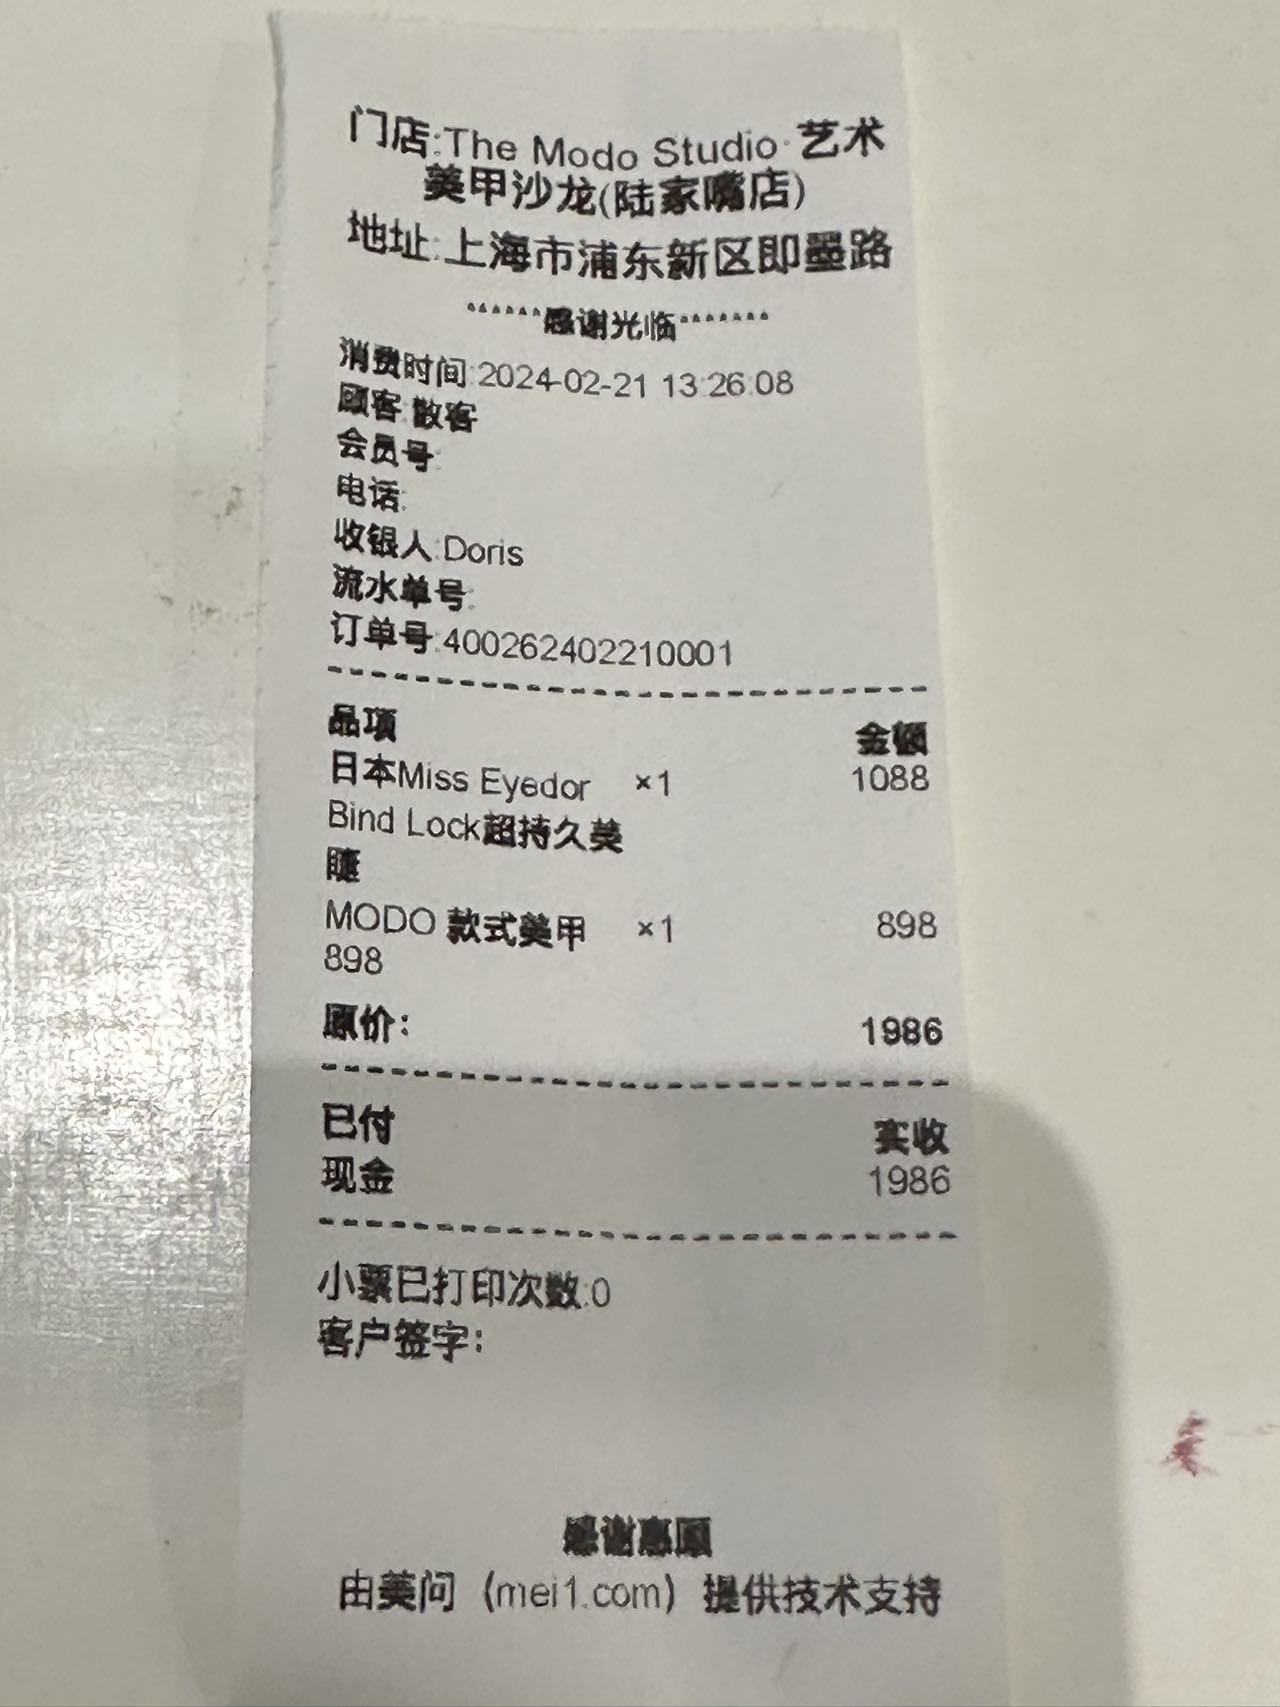 门店:The Modo Studio·艺术
美甲沙龙(陆家嘴店)
地址:上海市浦东新区即墨路
******感谢光临*******
消费时间:2024-02-21 13:26:08
顾客:散客
会员号:
电话:
收银人:Doris
流水单号:
订单号:400262402210001
品項 金額
日本Miss Eyedor ×1 1088
Bind Lock超持久美
睫
MODO 款式美甲 ×1 898
898
原价: 1986
已付 实收
现金 1986
小票已打印次数:0
客户签字:
感谢惠顾
由美问（mei1.com）提供技术支持